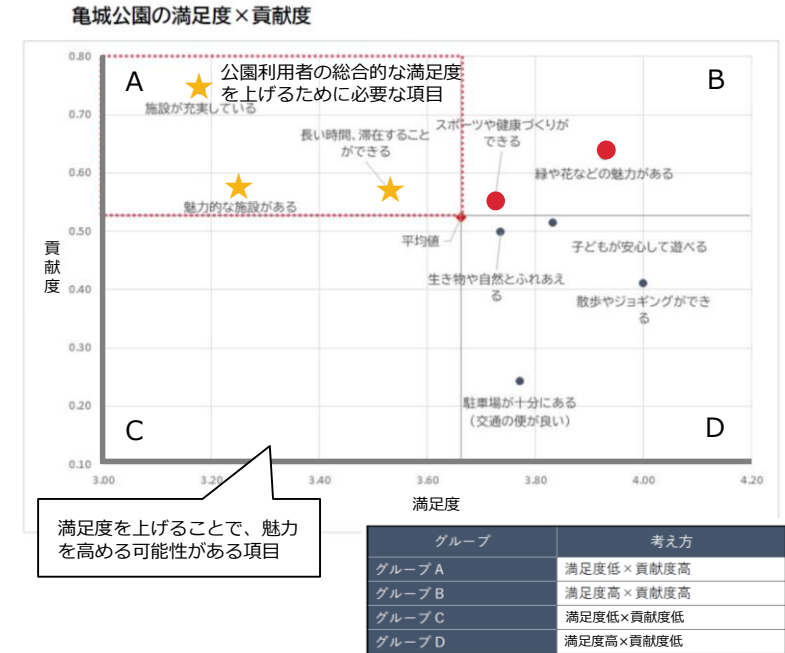 亀城公園の満足度×貢献度
0.80
0.70
0.60
0.50
0.40
0.30
0.20
0.10
貢献度
A
B
公園利用者の総合的な満足度
を上げるために必要な項目
施設が充実している
長い時間、滞在すること
ができる
スポーツや健康づくりが
できる
緑や花などの魅力がある
魅力的な施設がある
平均値
子どもが安心して遊べる
生き物や自然とふれあえ
る
散歩やジョギングができ
る
駐車場が十分にある
（交通の便が良い）
C
D
3.00
3.20
3.40
3.60
3.80
4.00
4.20
満足度
満足度を上げることで、魅力
を高める可能性がある項目
グループ 考え方
グループ A 満足度低×貢献度高
グループ B 満足度高×貢献度高
グループ C 満足度低×貢献度低
グループ D 満足度高×貢献度低